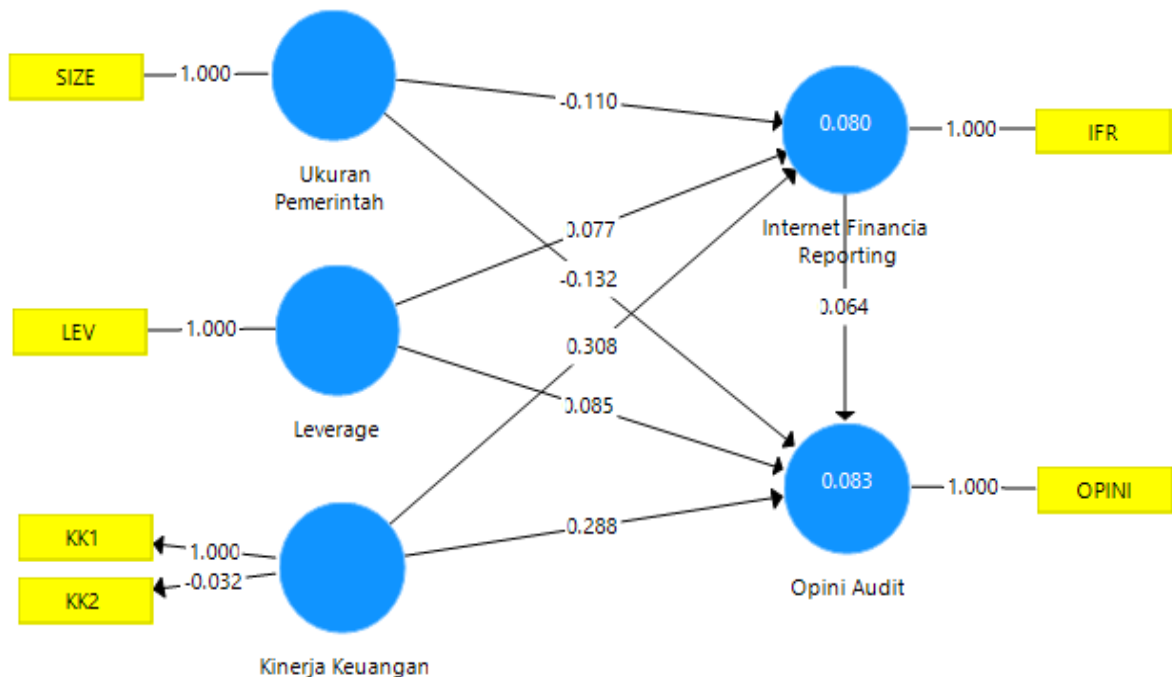 SIZE
1.000
Ukuran
Pemerintah
-0.110
0.080
1.000
IFR
Internet Financia
Reporting
0.077
-0.132
0.064
LEV
1.000
Leverage
0.308
0.085
0.083
1.000
OPINI
Opini Audit
KK1
1.000
KK2
-0.032
0.288
Kinerja Keuangan